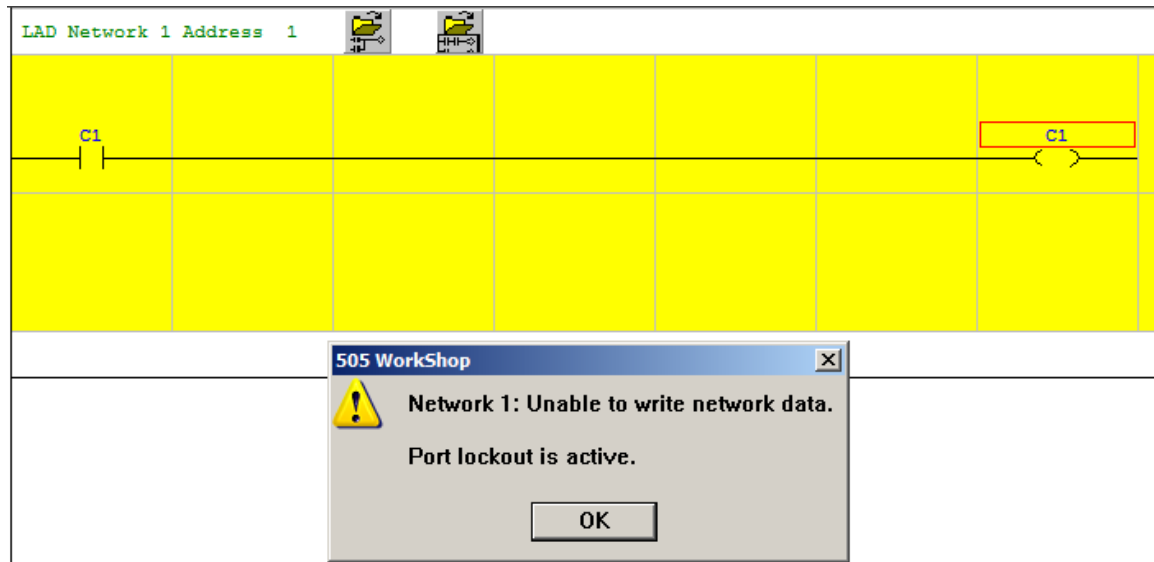 LAD Network 1 Address  1
C1
C1
505 WorkShop
Network 1: Unable to write network data.
Port lockout is active.
OK